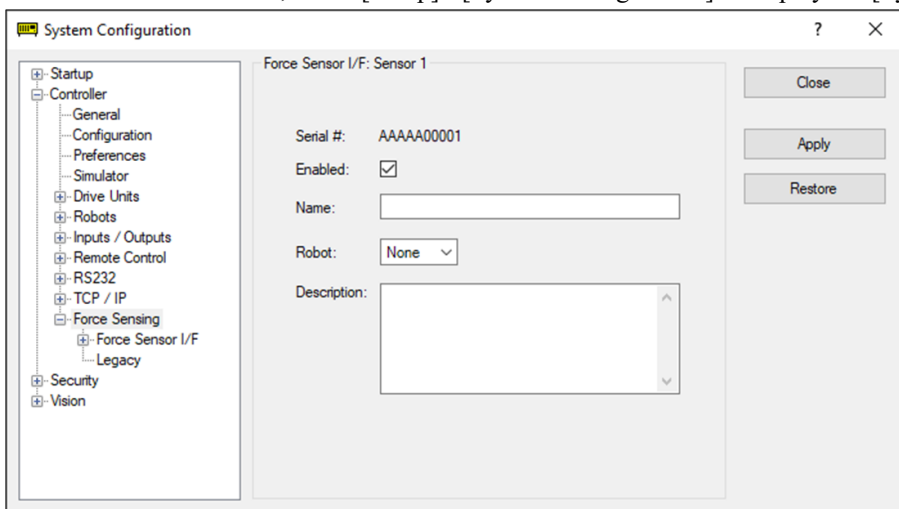 System Configuration
? ×
Startup
Controller
General
Configuration
Preferences
Simulator
Drive Units
Robots
Inputs / Outputs
Remote Control
RS232
TCP / IP
Force Sensing
Force Sensor I/F
Legacy
Security
Vision
Force Sensor I/F: Sensor 1
Serial #: AAAAA00001
Enabled:
Name:
Robot: None
Description:
Close
Apply
Restore